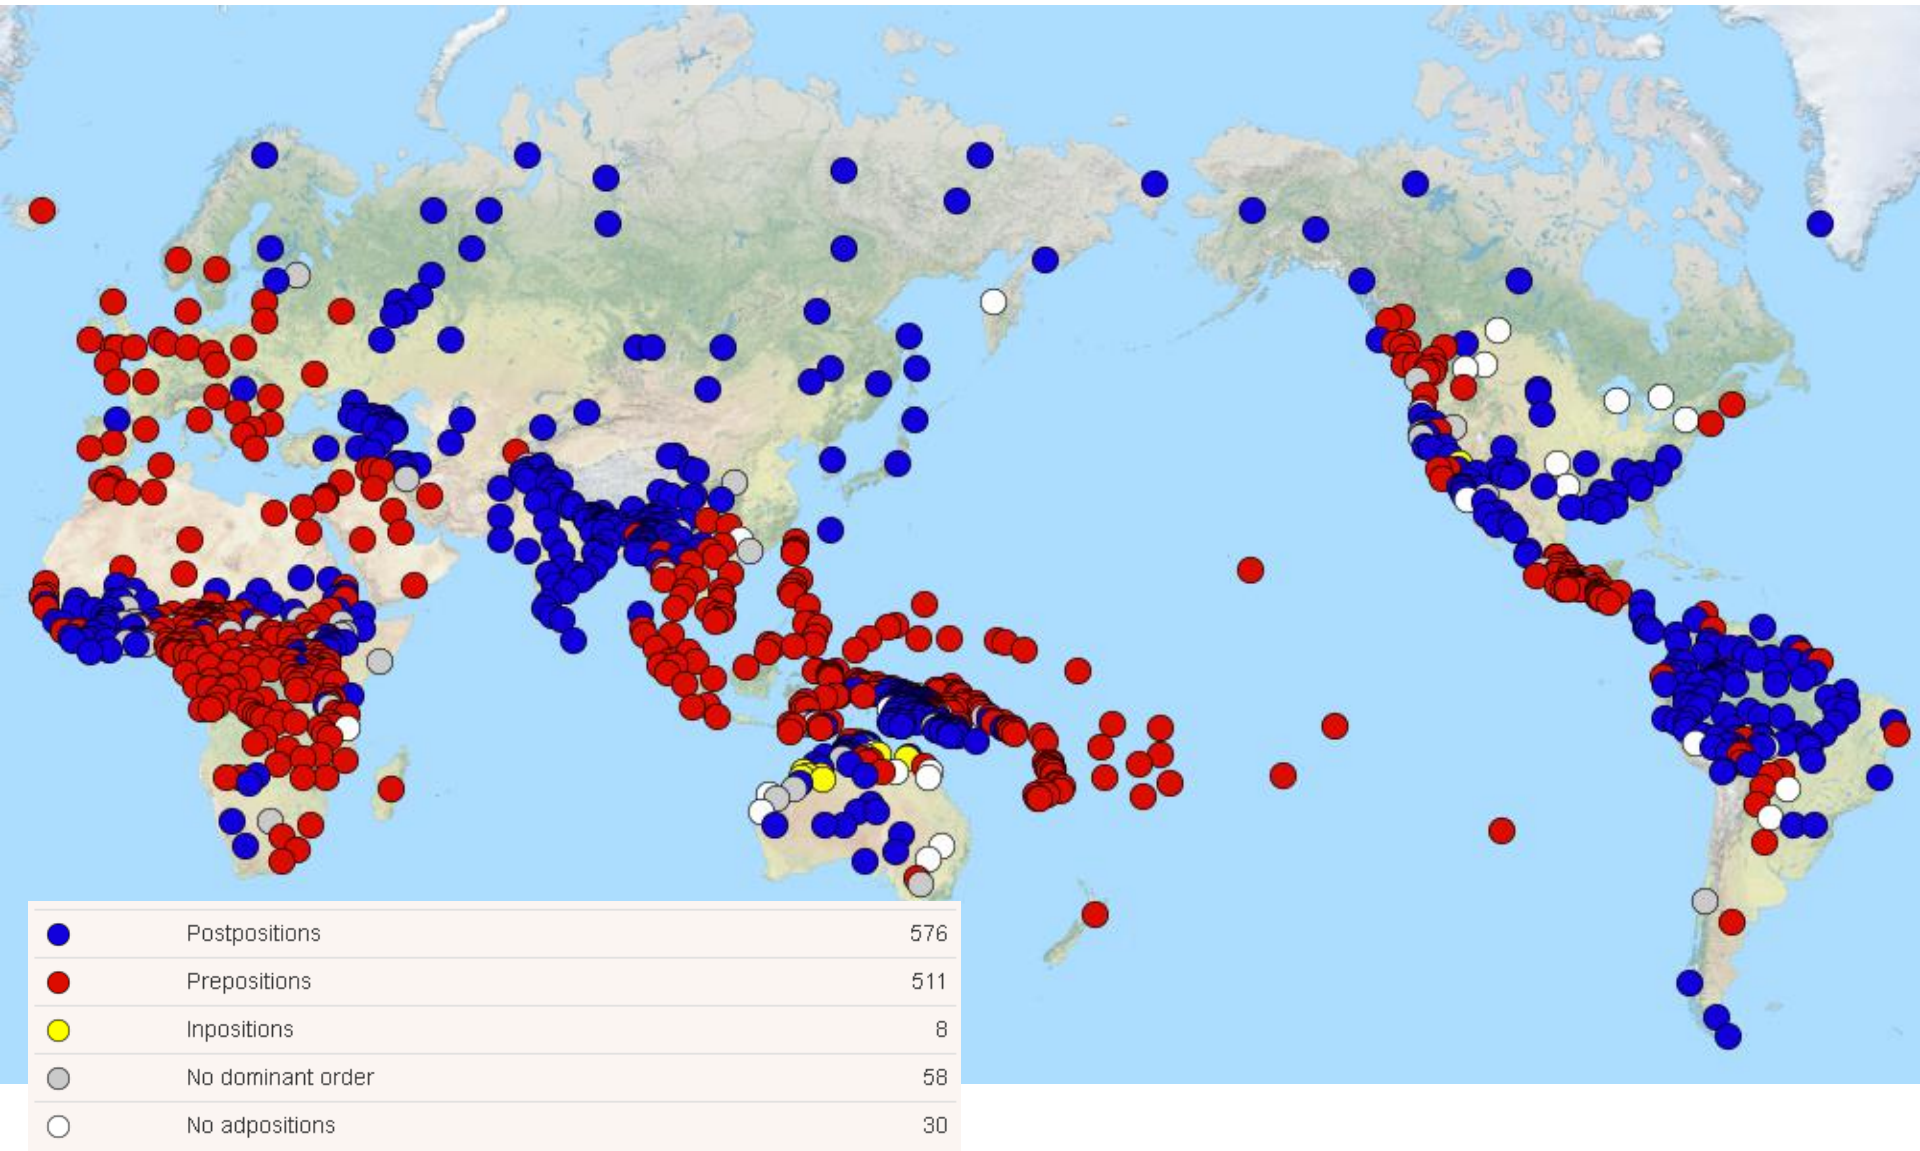 Postpositions 576
Prepositions 511
Inpositions 8
No dominant order 58
No adpositions 30